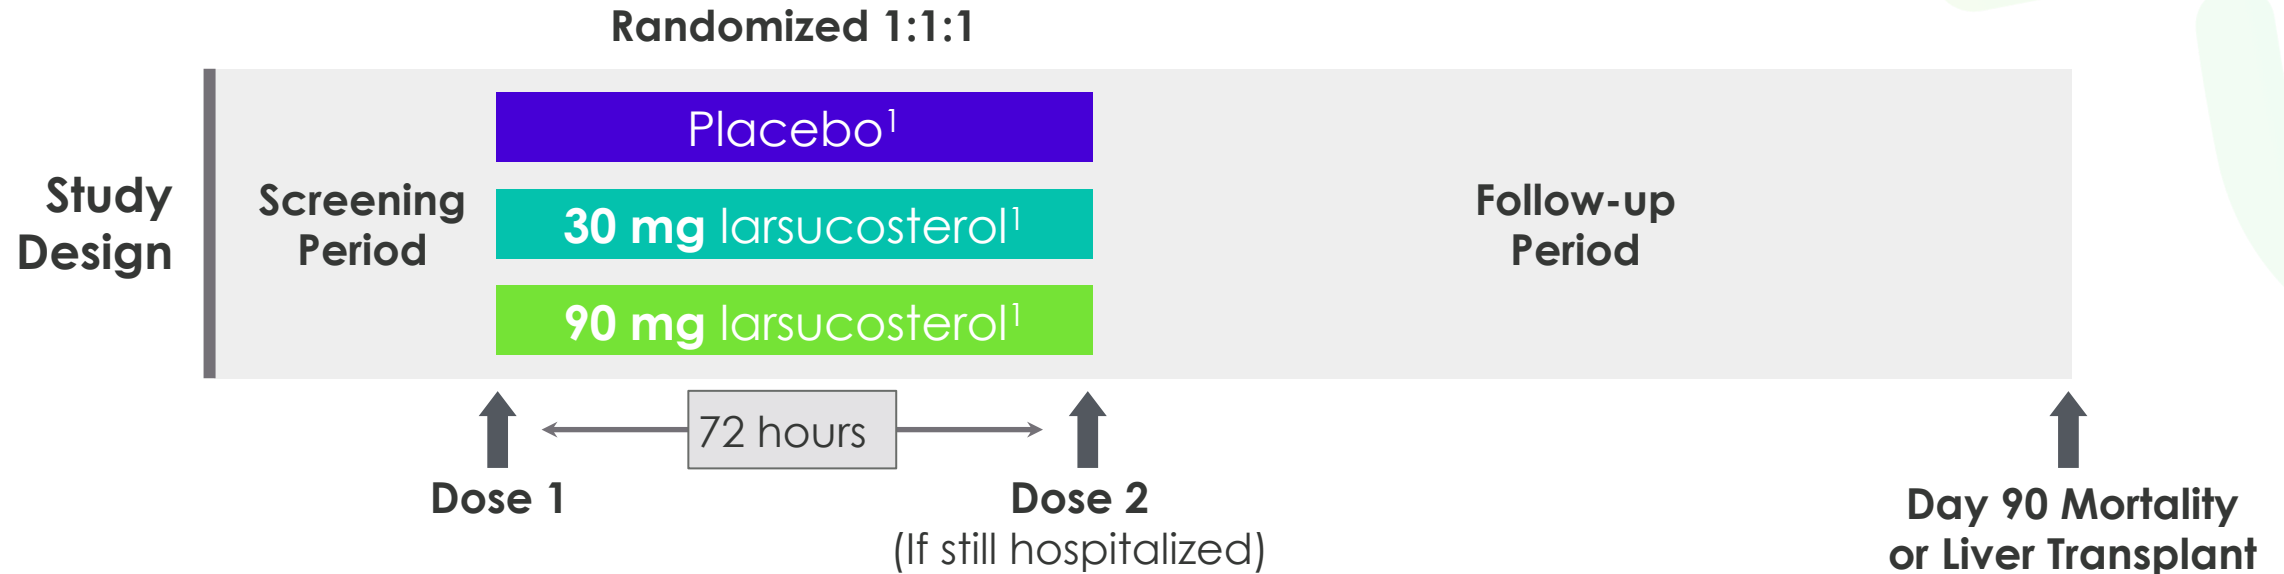 Randomized 1:1:1
Study
Design
Screening
Period
Placebo¹
30 mg larsucosterol¹
90 mg larsucosterol¹
Follow-up
Period
72 hours
Dose 1
Dose 2
(If still hospitalized)
Day 90 Mortality
or Liver Transplant